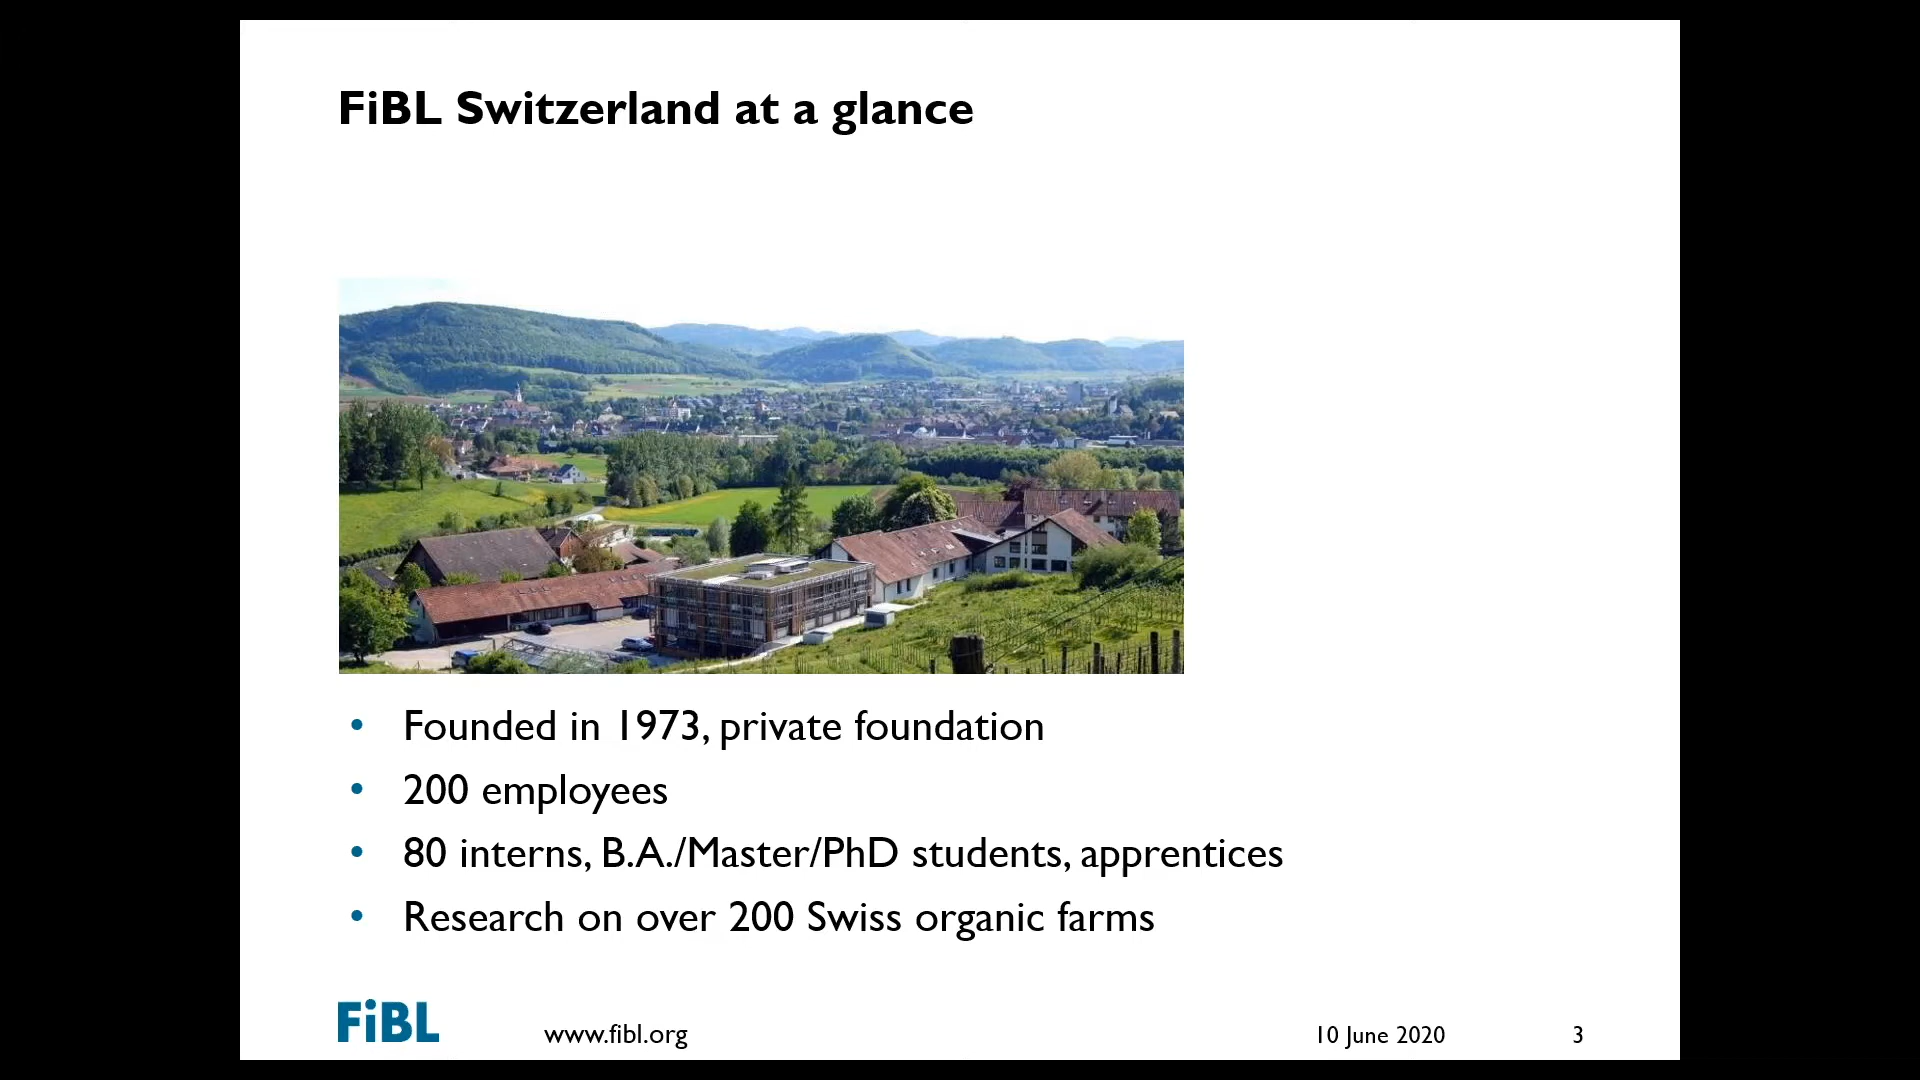 FiBL Switzerland at a glance
• Founded in 1973, private foundation
• 200 employees
• 80 interns, B.A./Master/PhD students, apprentices
• Research on over 200 Swiss organic farms
FiBL www.fibl.org 10 June 2020 3